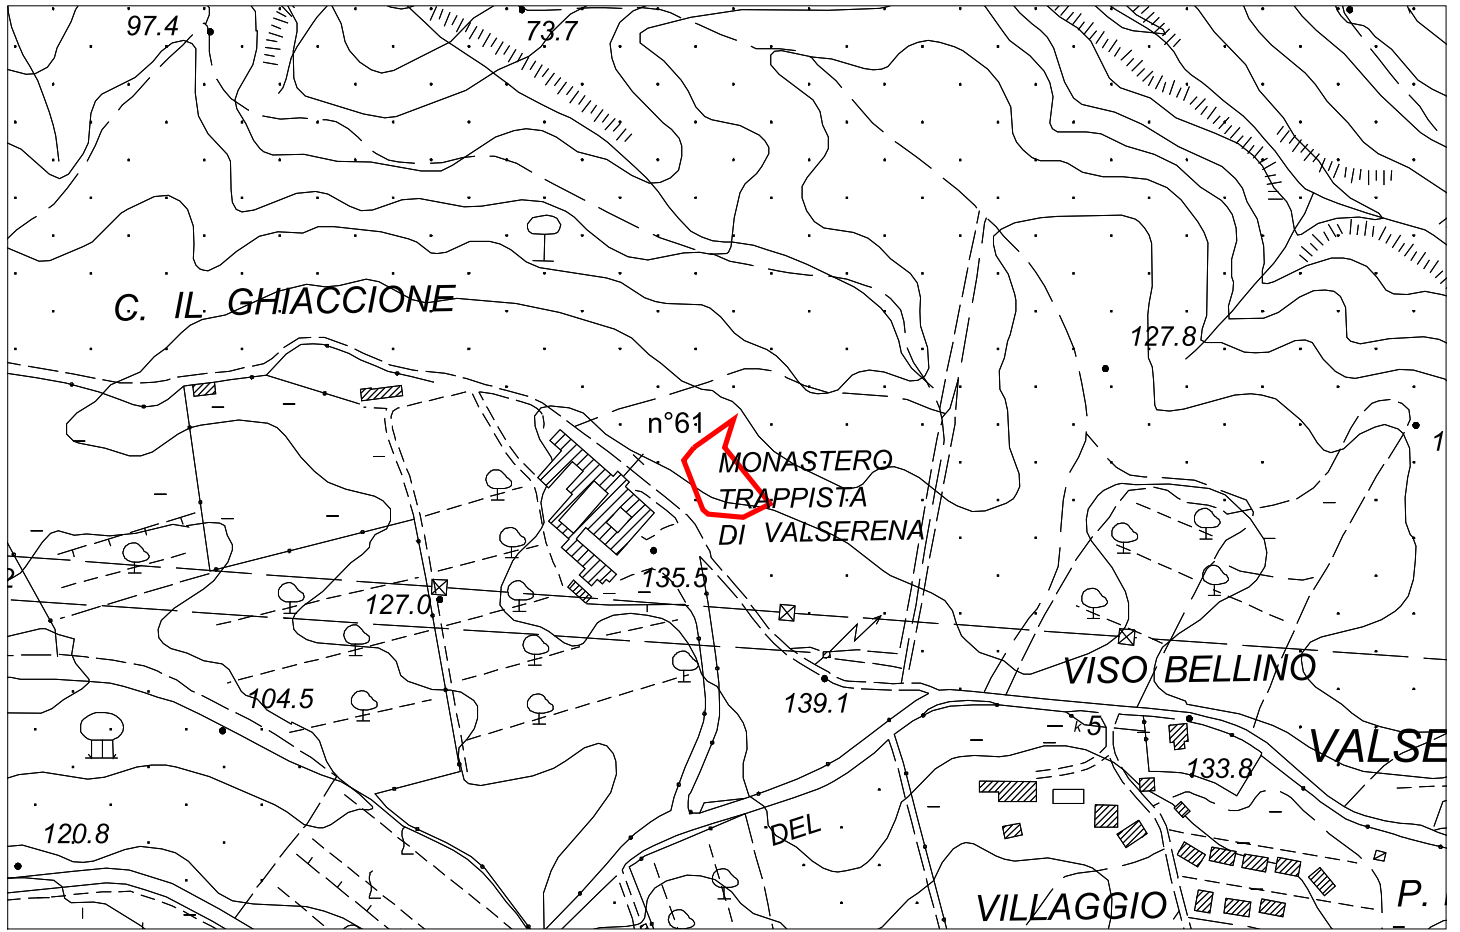 97.4
73.7
C. IL GHIACCIONE
127.8
n°61
1
MONASTERO
TRAPPISTA
DI VALSERENA
135.5
127.0
VISO BELLINO
104.5
139.1
k 5
VALSE
133.8
120.8
DEL
VILLAGGIO
P.